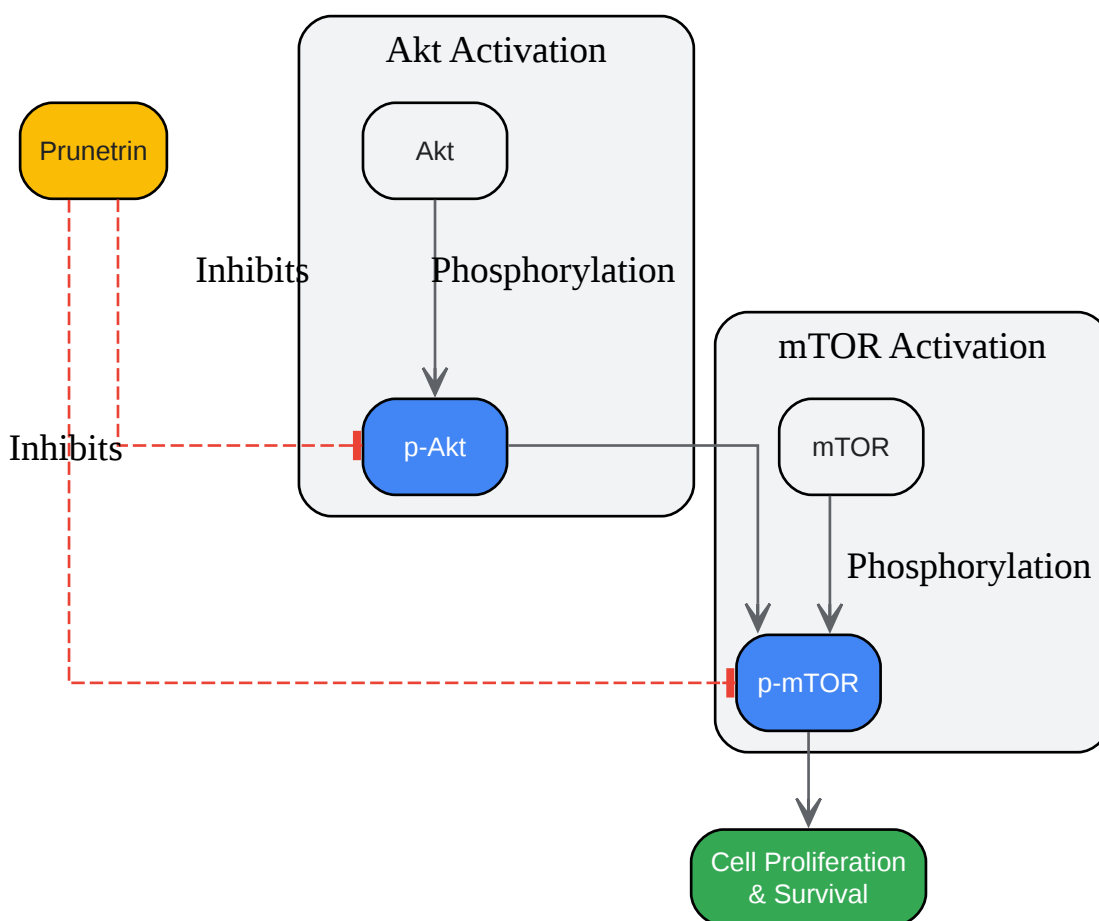 Akt Activation
Prunetrin
Akt
Inhibits
Phosphorylation
mTOR Activation
Inhibits
p-Akt
mTOR
Phosphorylation
p-mTOR
Cell Proliferation
& Survival